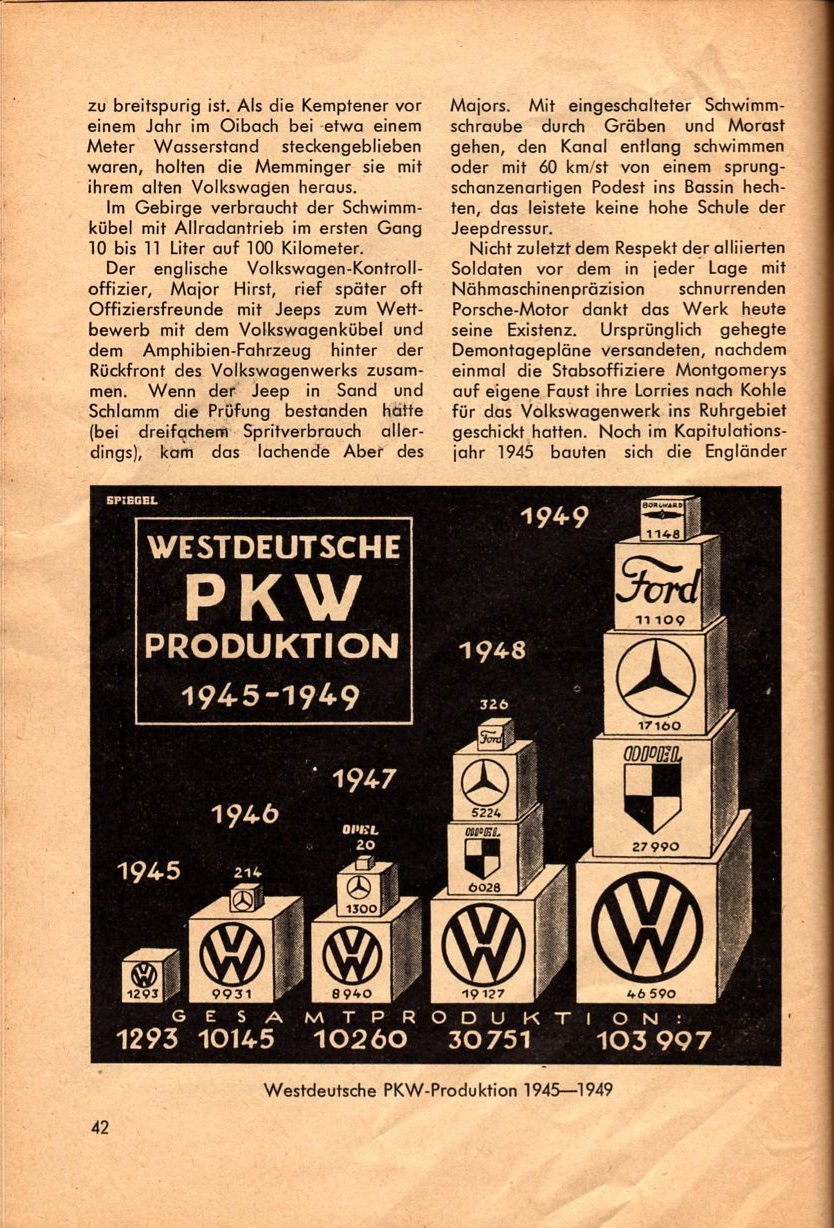 zu breitspurig ist. Als die Kemptener vor
einem Jahr im Oibach bei etwa einem
Meter Wasserstand steckengeblieben
waren, holten die Memminger sie mit
ihrem alten Volkswagen heraus.
Im Gebirge verbraucht der Schwimm-
kübel mit Allradantrieb im ersten Gang
10 bis 11 Liter auf 100 Kilometer.
Der englische Volkswagen-Kontroll-
offizier, Major Hirst, rief später oft
Offiziersfreunde mit Jeeps zum Wett-
bewerb mit dem Volkswagenkübel und
dem Amphibien-Fahrzeug hinter der
Rückfront des Volkswagenwerks zusam-
men. Wenn der Jeep in Sand und
Schlamm die Prüfung bestanden hatte
(bei dreifachem Spritverbrauch aller-
dings), kam das lachende Aber des
Majors. Mit eingeschalteter Schwimm-
schraube durch Gräben und Morast
gehen, den Kanal entlang schwimmen
oder mit 60 km/st von einem sprung-
schanzenartigen Podest ins Bassin hech-
ten, das leistete keine hohe Schule der
Jeepdressur.
Nicht zuletzt dem Respekt der alliierten
Soldaten vor dem in jeder Lage mit
Nähmaschinenpräzision schnurrenden
Porsche-Motor dankt das Werk heute
seine Existenz. Ursprünglich gehegte
Demontagepläne versandeten, nachdem
einmal die Stabsoffiziere Montgomerys
auf eigene Faust ihre Lorries nach Kohle
für das Volkswagenwerk ins Ruhrgebiet
geschickt hatten. Noch im Kapitulations-
jahr 1945 bauten sich die Engländer
SPIEGEL
WESTDEUTSCHE
PKW
PRODUKTION
1945-1949
1945
VW
1293
1946
214
VW
9931
1947
OPEL
20
1300
VW
8940
1948
326
Ford
5224
OPEL
6028
VW
19127
1949
BORGWARD
1148
Ford
11109
17160
OPEL
27990
VW
46590
GESAMTPRODUKTION:
1293 10145 10260 30751 103997
Westdeutsche PKW-Produktion 1945—1949
42